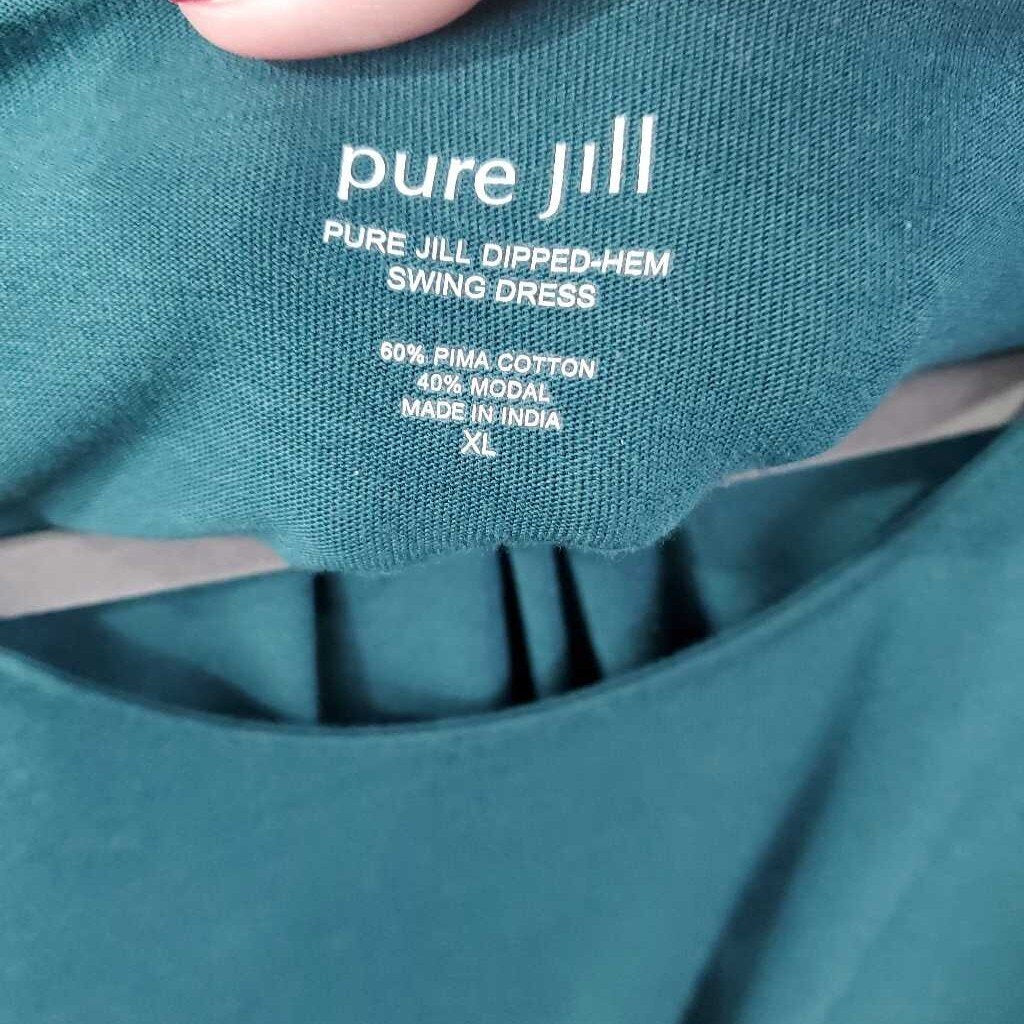 pure jill
PURE JILL DIPPED-HEM
SWING DRESS
60% PIMA COTTON
40% MODAL
MADE IN INDIA
XL